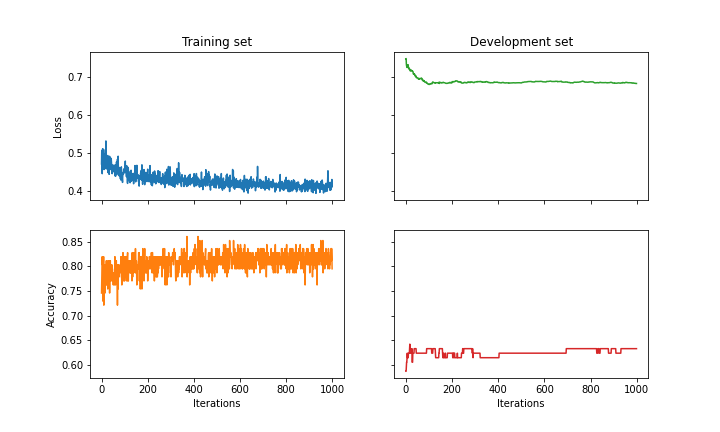 Training set
Development set
Loss
0.7
0.6
0.5
0.4
Accuracy
0.85
0.80
0.75
0.70
0.65
0.60
0 200 400 600 800 1000
0 200 400 600 800 1000
Iterations
Iterations